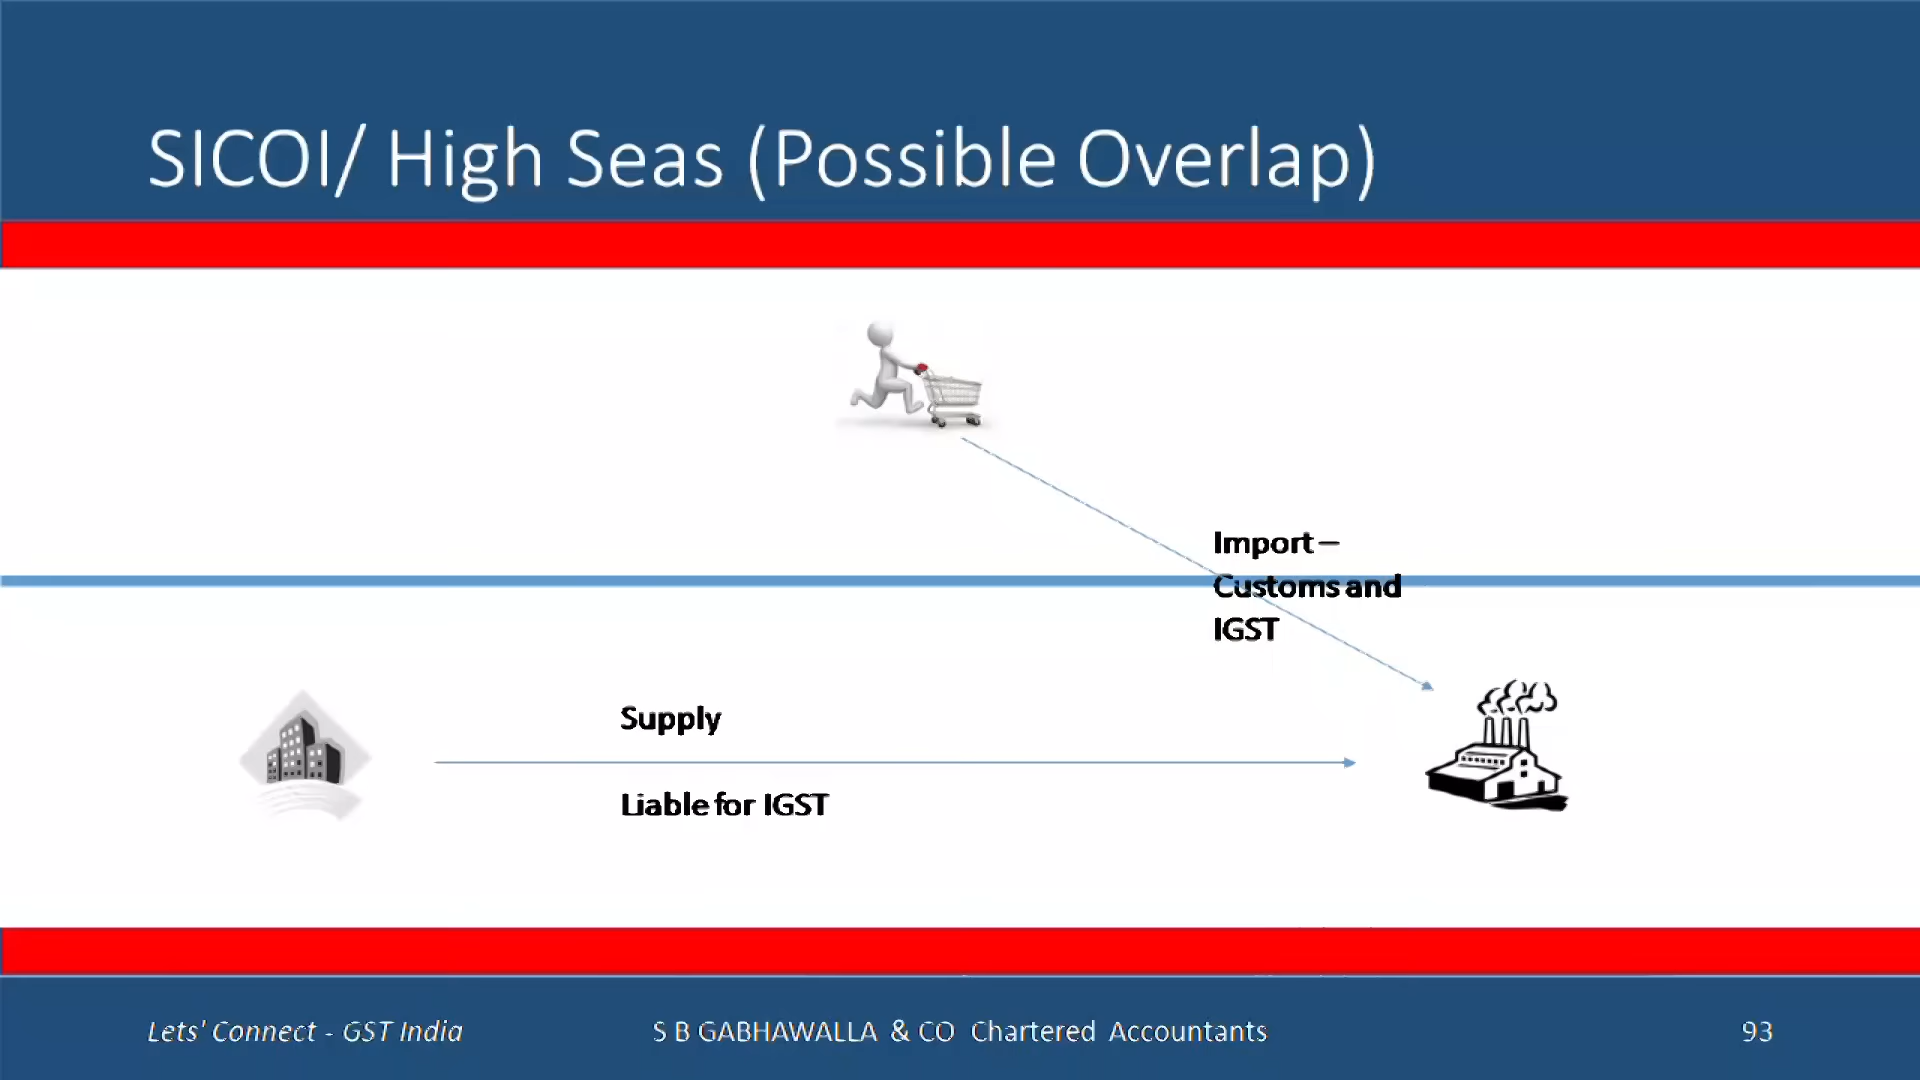 SICOI/ High Seas (Possible Overlap)
Import –
Customs and
IGST
Supply
Liable for IGST
Lets' Connect - GST India
S B GABHAWALLA & CO Chartered Accountants
93